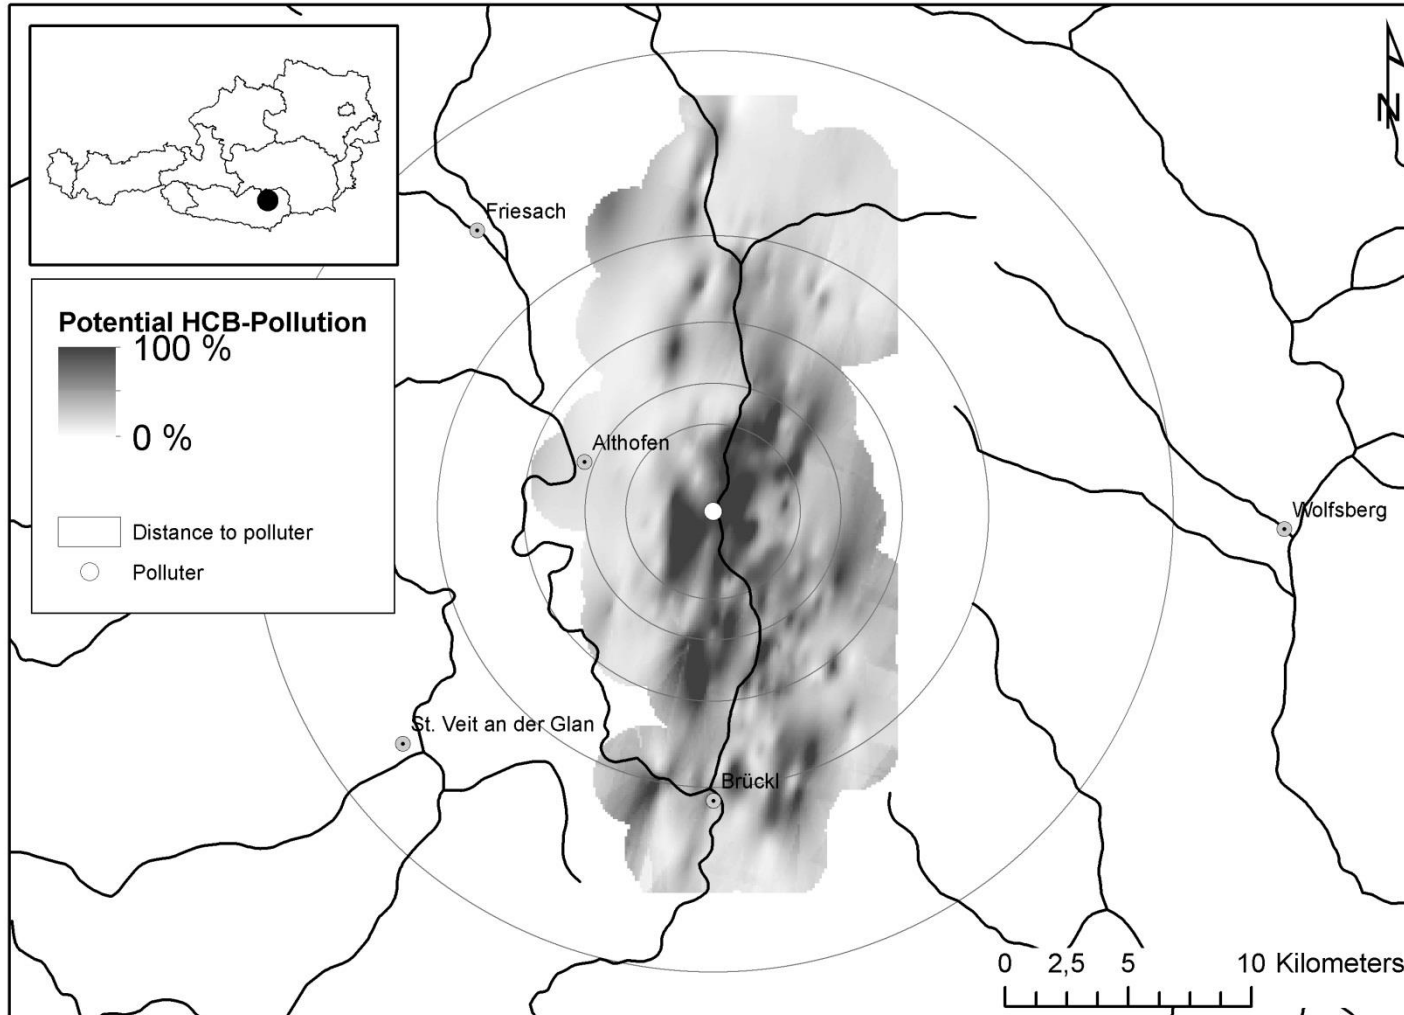 N
Friesach
Potential HCB-Pollution
100 %
0 %
Althofen
Distance to polluter
Polluter
Wolfsberg
St. Veit an der Glan
Brückl
0 2,5 5 10 Kilometers